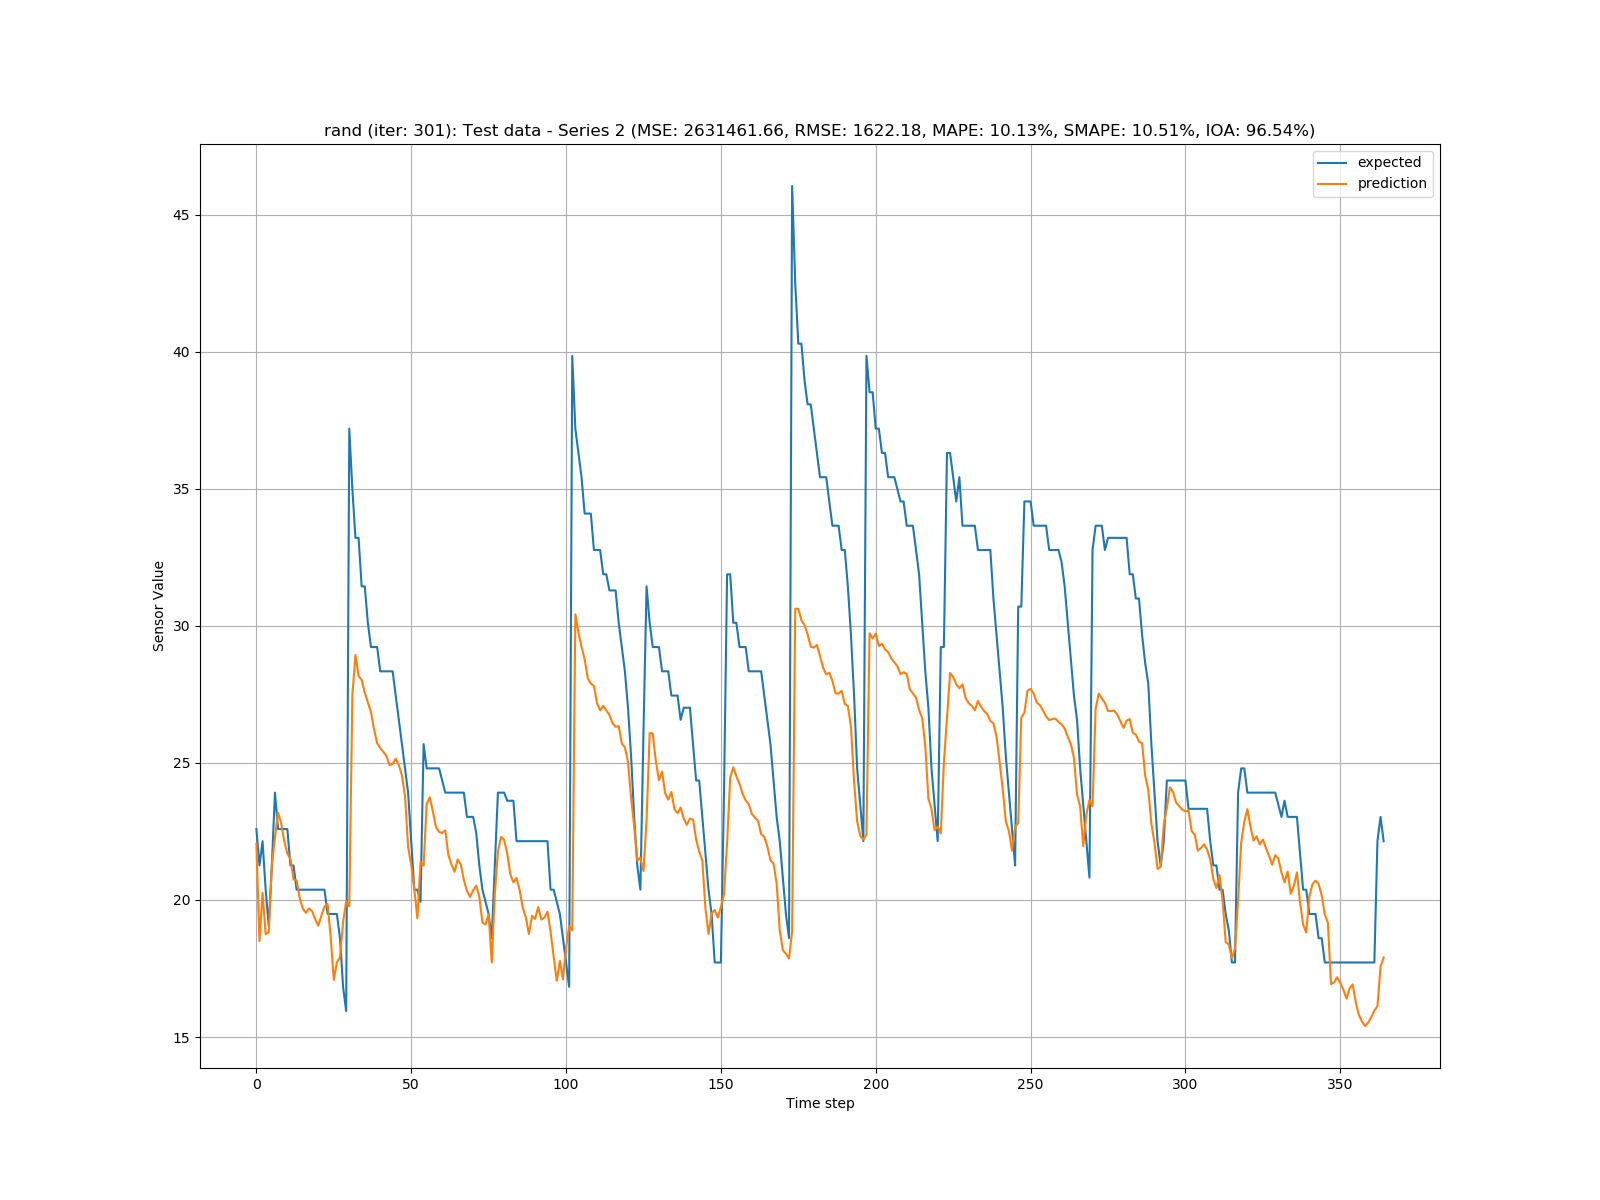 rand (iter: 301): Test data - Series 2 (MSE: 2631461.66, RMSE: 1622.18, MAPE: 10.13%, SMAPE: 10.51%, IOA: 96.54%)
expected
prediction
45
40
35
30
25
20
15
Sensor Value
0 50 100 150 200 250 300 350
Time step